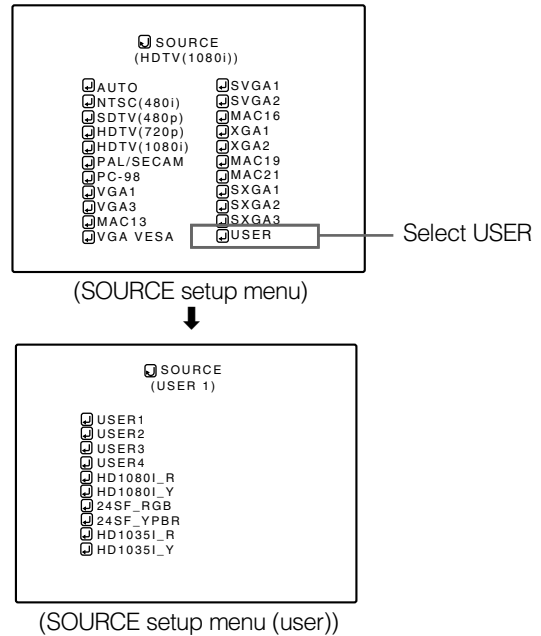 SOURCE
(HDTV(1080i))
AUTO
NTSC(480i)
SDTV(480p)
HDTV(720p)
HDTV(1080i)
PAL/SECAM
PC-98
VGA1
VGA3
MAC13
VGA VESA
SVGA1
SVGA2
MAC16
XGA1
XGA2
MAC19
MAC21
SXGA1
SXGA2
SXGA3
USER
Select USER
(SOURCE setup menu)
SOURCE
(USER 1)
USER1
USER2
USER3
USER4
HD1080I_R
HD1080I_Y
24SF_RGB
24SF_YPBR
HD1035I_R
HD1035I_Y
(SOURCE setup menu (user))